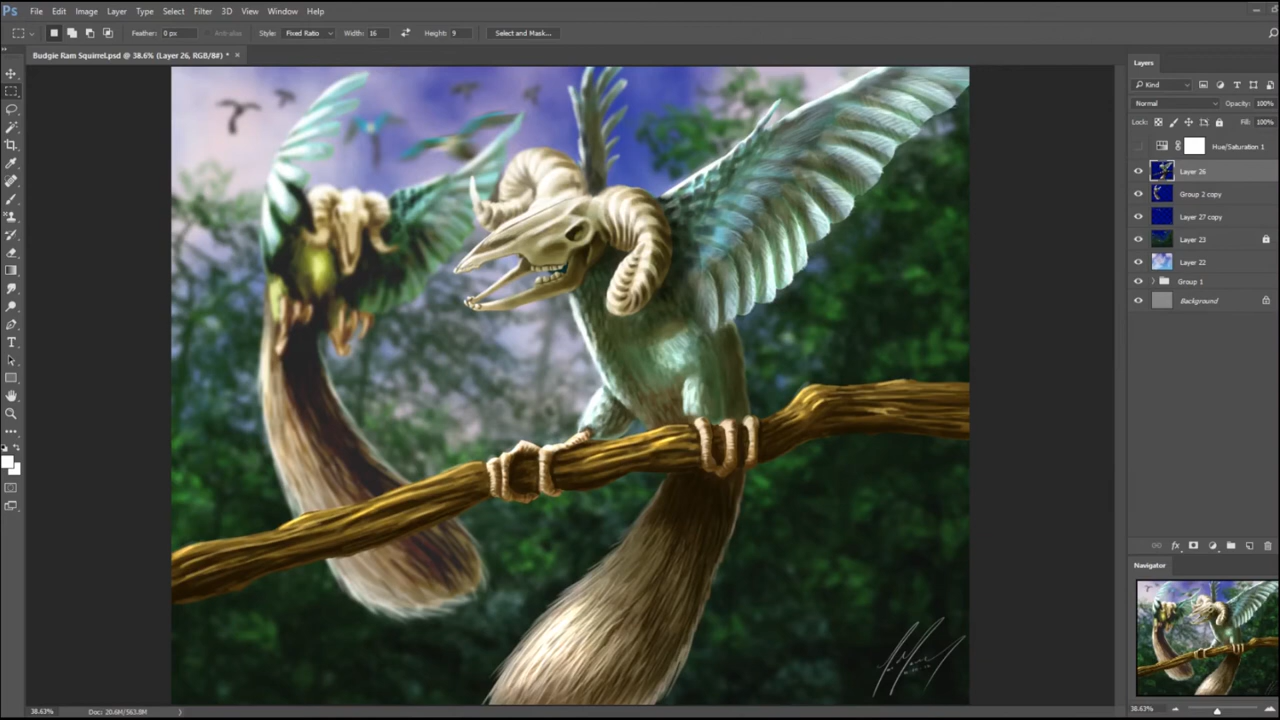 Ps File Edit Image Layer Type Select Filter 3D View Window Help
Feather: 0 px Anti-alias Style: Fixed Ratio Width: 16 Height: 9 Select and Mask...
Budgie Ram Squirrel.psd @ 38.6% (Layer 26, RGB/8#) * ×
Layers
Kind
Normal Opacity: 100%
Lock: Fill: 100%
Hue/Saturation 1
Layer 26
Group 2 copy
Layer 27 copy
Layer 23
Layer 22
Group 1
Background
fx
Navigator
38.63%
38.63% Doc: 20.6M/563.8M